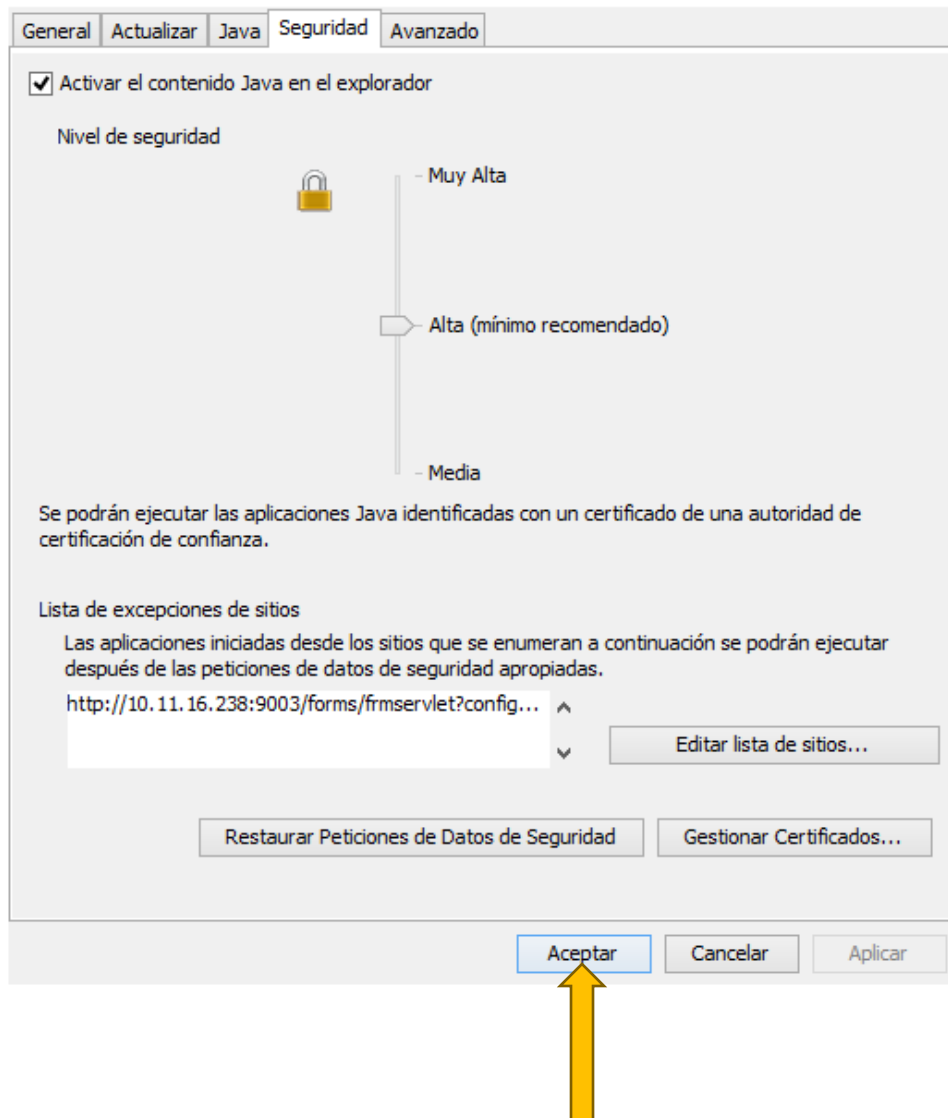 General Actualizar Java Seguridad Avanzado
Activar el contenido Java en el explorador
Nivel de seguridad
Muy Alta
Alta (mínimo recomendado)
Media
Se podrán ejecutar las aplicaciones Java identificadas con un certificado de una autoridad de
certificación de confianza.
Lista de excepciones de sitios
Las aplicaciones iniciadas desde los sitios que se enumeran a continuación se podrán ejecutar
después de las peticiones de datos de seguridad apropiadas.
http://10.11.16.238:9003/forms/frmservlet?config...
Editar lista de sitios...
Restaurar Peticiones de Datos de Seguridad Gestionar Certificados...
Aceptar Cancelar Aplicar